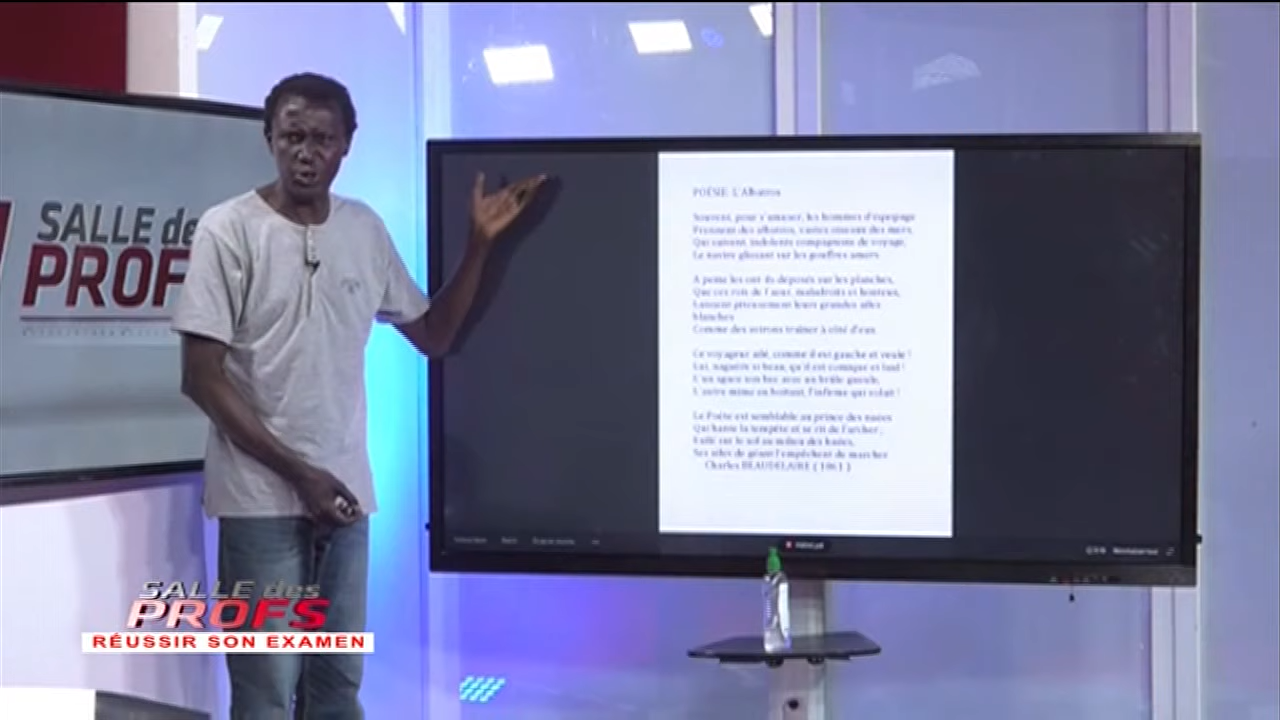 SALLE de
PROF
POÉSIE: L'Albatros
Souvent, pour s'amuser, les hommes d'équipage
Prennent des albatros, vastes oiseaux des mers,
Qui suivent, indolents compagnons de voyage,
Le navire glissant sur les gouffres amers
A peine les ont ils déposés sur les planches,
Que ces rois de l'azur, maladroits et honteux,
Laissent piteusement leurs grandes ailes
blanches
Comme des avirons traîner à côté d'eux
Ce voyageur ailé, comme il est gauche et veule !
Lui, naguère si beau, qu'il est comique et laid !
L'un agace son bec avec un brûle gueule,
L'autre mime en boitant, l'infirme qui volait !
Le Poète est semblable au prince des nuées
Qui hante la tempête et se rit de l'archer ;
Exilé sur le sol au milieu des huées,
Ses ailes de géant l'empêchent de marcher
Charles BEAUDELAIRE ( 1861 )
SALLE des
PROFS
RÉUSSIR SON EXAMEN